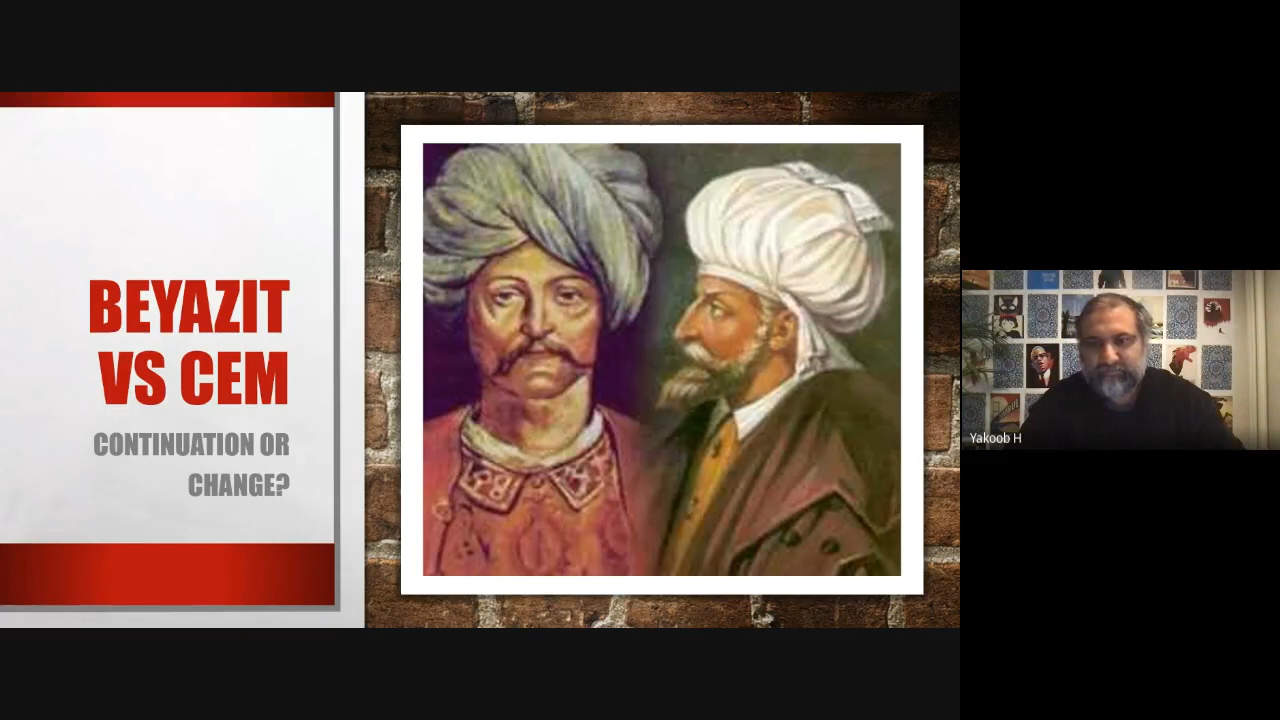 BEYAZIT
VS CEM
CONTINUATION OR
CHANGE?
Yakoob H